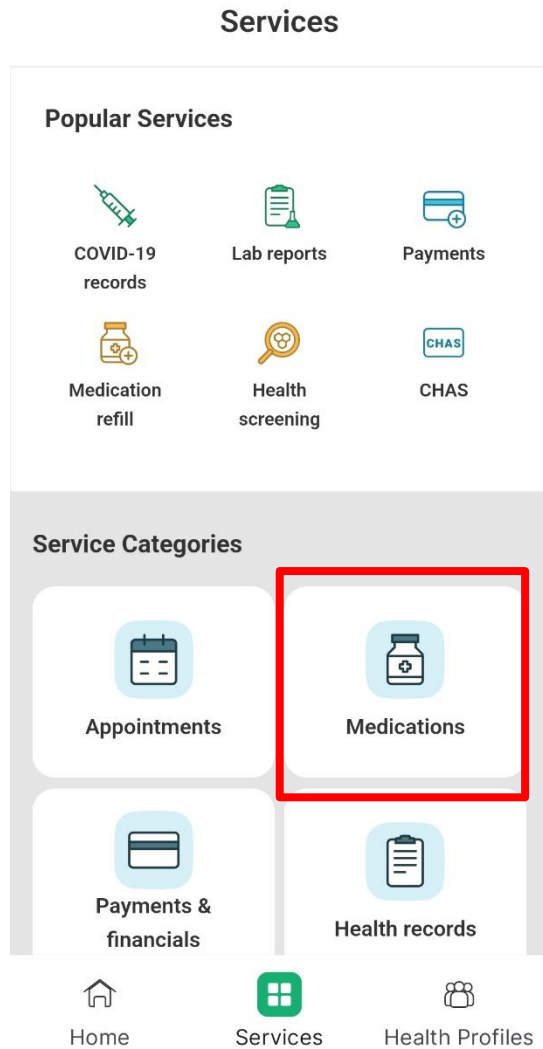 Services
Popular Services
COVID-19
records
Lab reports
Payments
Medication
refill
Health
screening
CHAS
CHAS
Service Categories
Appointments
Medications
Payments &
financials
Health records
Home
Services
Health Profiles